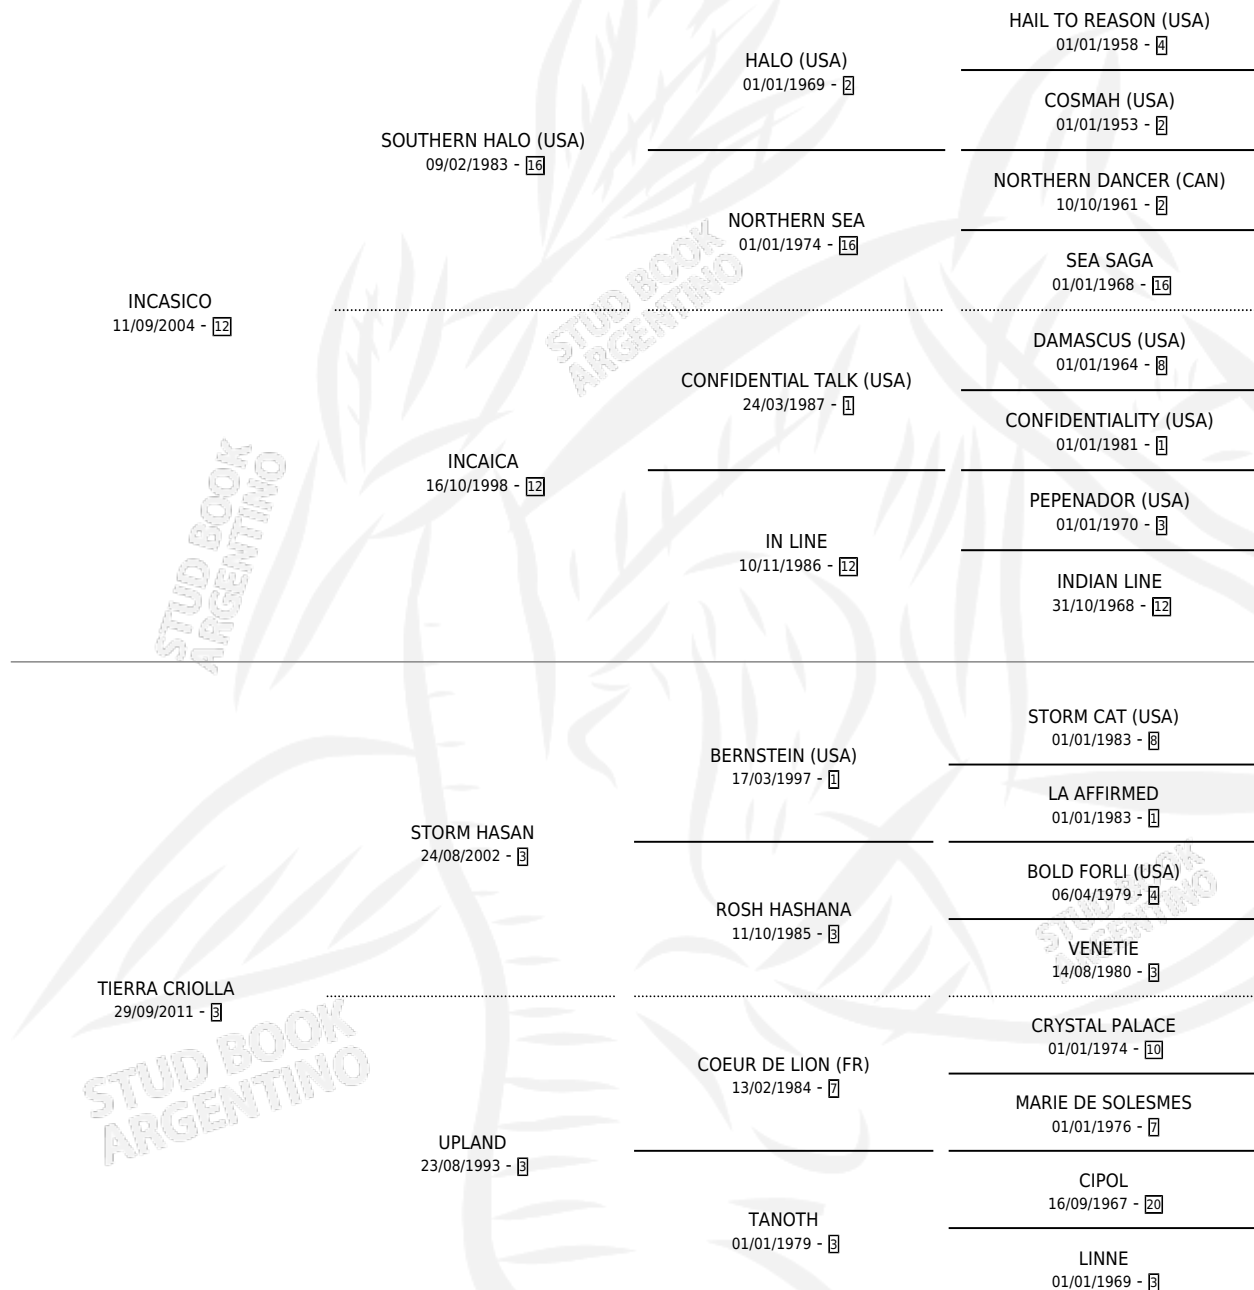 HAIL TO REASON (USA)
01/01/1958 - 4
HALO (USA)
01/01/1969 - 2
COSMAH (USA)
01/01/1953 - 2
SOUTHERN HALO (USA)
09/02/1983 - 16
NORTHERN DANCER (CAN)
10/10/1961 - 2
NORTHERN SEA
01/01/1974 - 16
SEA SAGA
01/01/1968 - 16
INCASICO
11/09/2004 - 12
STUD BOOK
ARGENTINO
DAMASCUS (USA)
01/01/1964 - 8
CONFIDENTIAL TALK (USA)
24/03/1987 - 1
CONFIDENTIALITY (USA)
01/01/1981 - 1
INCAICA
16/10/1998 - 12
PEPENADOR (USA)
01/01/1970 - 3
IN LINE
10/11/1986 - 12
INDIAN LINE
31/10/1968 - 12
STUD BOOK
ARGENTINO
STORM CAT (USA)
01/01/1983 - 8
BERNSTEIN (USA)
17/03/1997 - 1
LA AFFIRMED
01/01/1983 - 1
STORM HASAN
24/08/2002 - 3
BOLD FORLI (USA)
06/04/1979 - 4
ROSH HASHANA
11/10/1985 - 3
VENETIE
14/08/1980 - 3
STUD BOOK
ARGENTINO
TIERRA CRIOLLA
29/09/2011 - 3
CRYSTAL PALACE
01/01/1974 - 10
COEUR DE LION (FR)
13/02/1984 - 7
MARIE DE SOLESMES
01/01/1976 - 7
STUD BOOK
ARGENTINO
UPLAND
23/08/1993 - 3
CIPOL
16/09/1967 - 20
TANOTH
01/01/1979 - 3
LINNE
01/01/1969 - 3